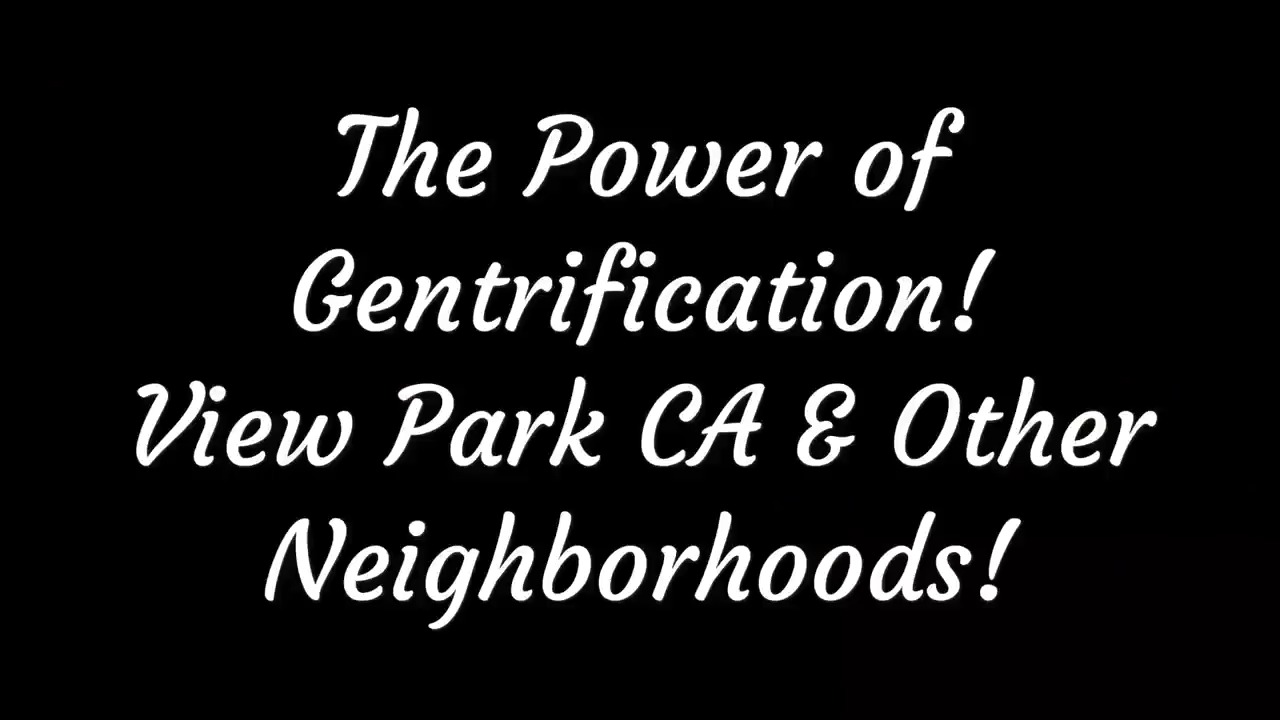 The Power of
Gentrification!
View Park CA & Other
Neighborhoods!